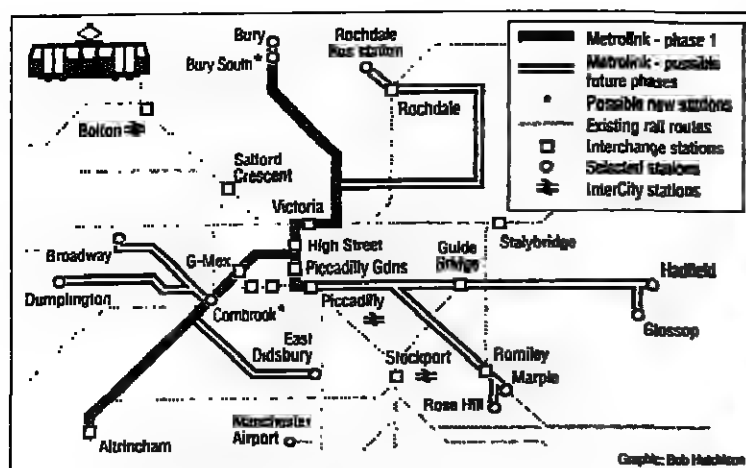 Bury
Bury South*
Rochdale
Bus station
Rochdale
Bolton
Salford
Crescent
Victoria
High Street
Piccadilly Gdns
G-Mex
Broadway
Dumplington
Cornbrook*
Piccadilly
Guide
Bridge
Stalybridge
Hadfield
Glossop
East
Didsbury
Stockport
Romiley
Marple
Rose Hill
Manchester
Airport
Altrincham
Metrolink - phase 1
Metrolink - possible
future phases
* Possible new stations
Existing rail routes
Interchange stations
Selected stations
InterCity stations
Graphic: Bob Hutchison